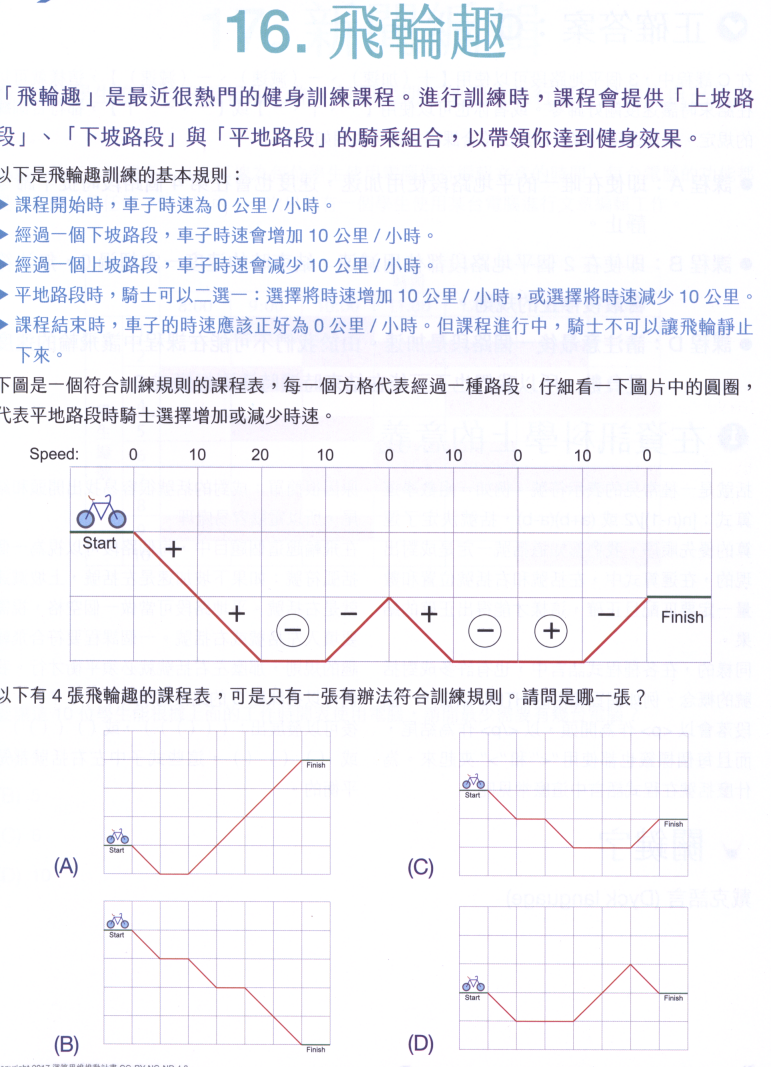 16. 飛輪趣
「飛輪趣」是最近很熱門的健身訓練課程。進行訓練時,課程會提供「上坡路
段」、「下坡路段」與「平地路段」的騎乘組合,以帶領你達到健身效果。
以下是飛輪趣訓練的基本規則:
▶ 課程開始時,車子時速為 0 公里 / 小時。
▶ 經過一個下坡路段,車子時速會增加 10 公里 / 小時。
▶ 經過一個上坡路段,車子時速會減少 10 公里 / 小時。
▶ 平地路段時,騎士可以二選一:選擇將時速增加 10 公里 / 小時,或選擇將時速減少 10 公里。
▶ 課程結束時,車子的時速應該正好為 0 公里 / 小時。但課程進行中,騎士不可以讓飛輪靜止
下來。
下圖是一個符合訓練規則的課程表,每一個方格代表經過一種路段。仔細看一下圖片中的圓圈,
代表平地路段時騎士選擇增加或減少時速。
Speed: 0 10 20 10 0 10 0 10 0
Start
+ + − − + − + −
Finish
以下有 4 張飛輪趣的課程表,可是只有一張有辦法符合訓練規則。請問是哪一張?
(A)
Start
Finish
(C)
Start
Finish
(B)
Start
Finish
(D)
Start
Finish